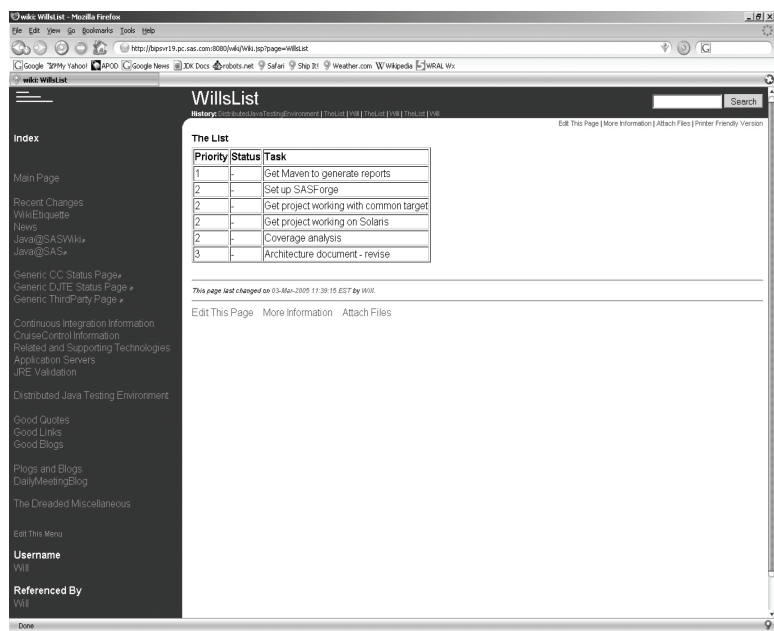 wiki: WillsList - Mozilla Firefox
File Edit View Go Bookmarks Tools Help
http://bipsvr19.pc.sas.com:8080/wiki/Wiki.jsp?page=WillsList
Google My Yahoo! APOD Google News JDK Docs robots.net Safari Ship It! Weather.com Wikipedia WRAL Wx
wiki: WillsList
WillsList
Search
History: DistributedJavaTestingEnvironment | TheList | Will | TheList | Will | TheList | Will
Edit This Page | More Information | Attach Files | Printer Friendly Version
Index
Main Page
Recent Changes
WikiEtiquette
News
Java@SASWiki
Java@SAS
Generic CC Status Page
Generic DJTE Status Page
Generic ThirdParty Page
Continuous Integration Information
CruiseControl Information
Related and Supporting Technologies
Application Servers
JRE Validation
Distributed Java Testing Environment
Good Quotes
Good Links
Good Blogs
Plogs and Blogs
DailyMeetingBlog
The Dreaded Miscellaneous
Edit This Menu
Username
Will
Referenced By
Will
The List
Priority Status Task
1 - Get Maven to generate reports
2 - Set up SASForge
2 - Get project working with common target
2 - Get project working on Solaris
2 - Coverage analysis
3 - Architecture document - revise
This page last changed on 03-Mar-2005 11:39:15 EST by Will.
Edit This Page More Information Attach Files
Done